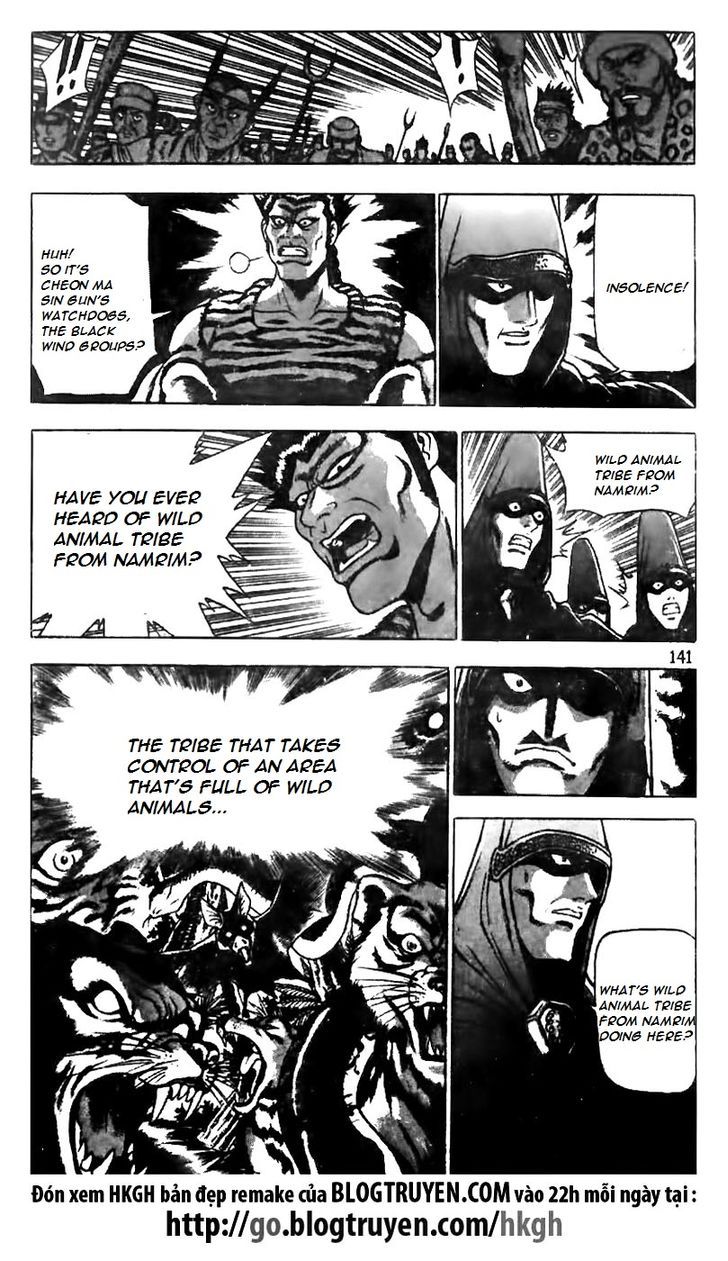 !!
!!
INSOLENCE!
HUH!
SO IT'S
CHEON MA
SIN GUN'S
WATCHDOGS,
THE BLACK
WIND GROUPS?
HAVE YOU EVER
HEARD OF WILD
ANIMAL TRIBE
FROM NAMRIM?
WILD ANIMAL
TRIBE FROM
NAMRIM?
141
THE TRIBE THAT TAKES
CONTROL OF AN AREA
THAT'S FULL OF WILD
ANIMALS...
WHAT'S WILD
ANIMAL TRIBE
FROM NAMRIM
DOING HERE?
Đón xem HKGH bản đẹp remake của BLOGTRUYEN.COM vào 22h mỗi ngày tại :
http://go.blogtruyen.com/hkgh